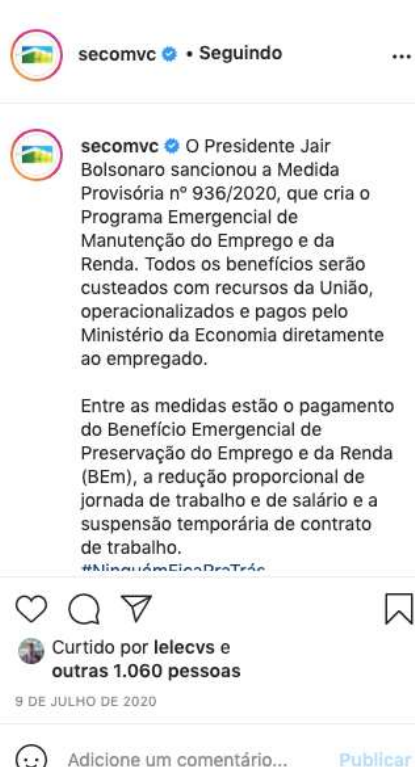 secomvc • Seguindo
secomvc O Presidente Jair
Bolsonaro sancionou a Medida
Provisória nº 936/2020, que cria o
Programa Emergencial de
Manutenção do Emprego e da
Renda. Todos os benefícios serão
custeados com recursos da União,
operacionalizados e pagos pelo
Ministério da Economia diretamente
ao empregado.
Entre as medidas estão o pagamento
do Benefício Emergencial de
Preservação do Emprego e da Renda
(BEm), a redução proporcional de
jornada de trabalho e de salário e a
suspensão temporária de contrato
de trabalho.
#NinguémFicaPraTrás
Curtido por lelecvs e
outras 1.060 pessoas
9 DE JULHO DE 2020
Adicione um comentário...
Publicar